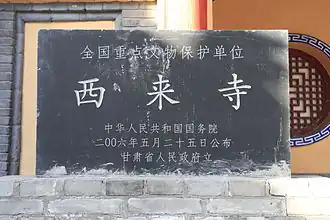 全国重点文物保护单位
西来寺
中华人民共和国国务院
二〇〇六年五月二十五日公布
甘肃省人民政府立